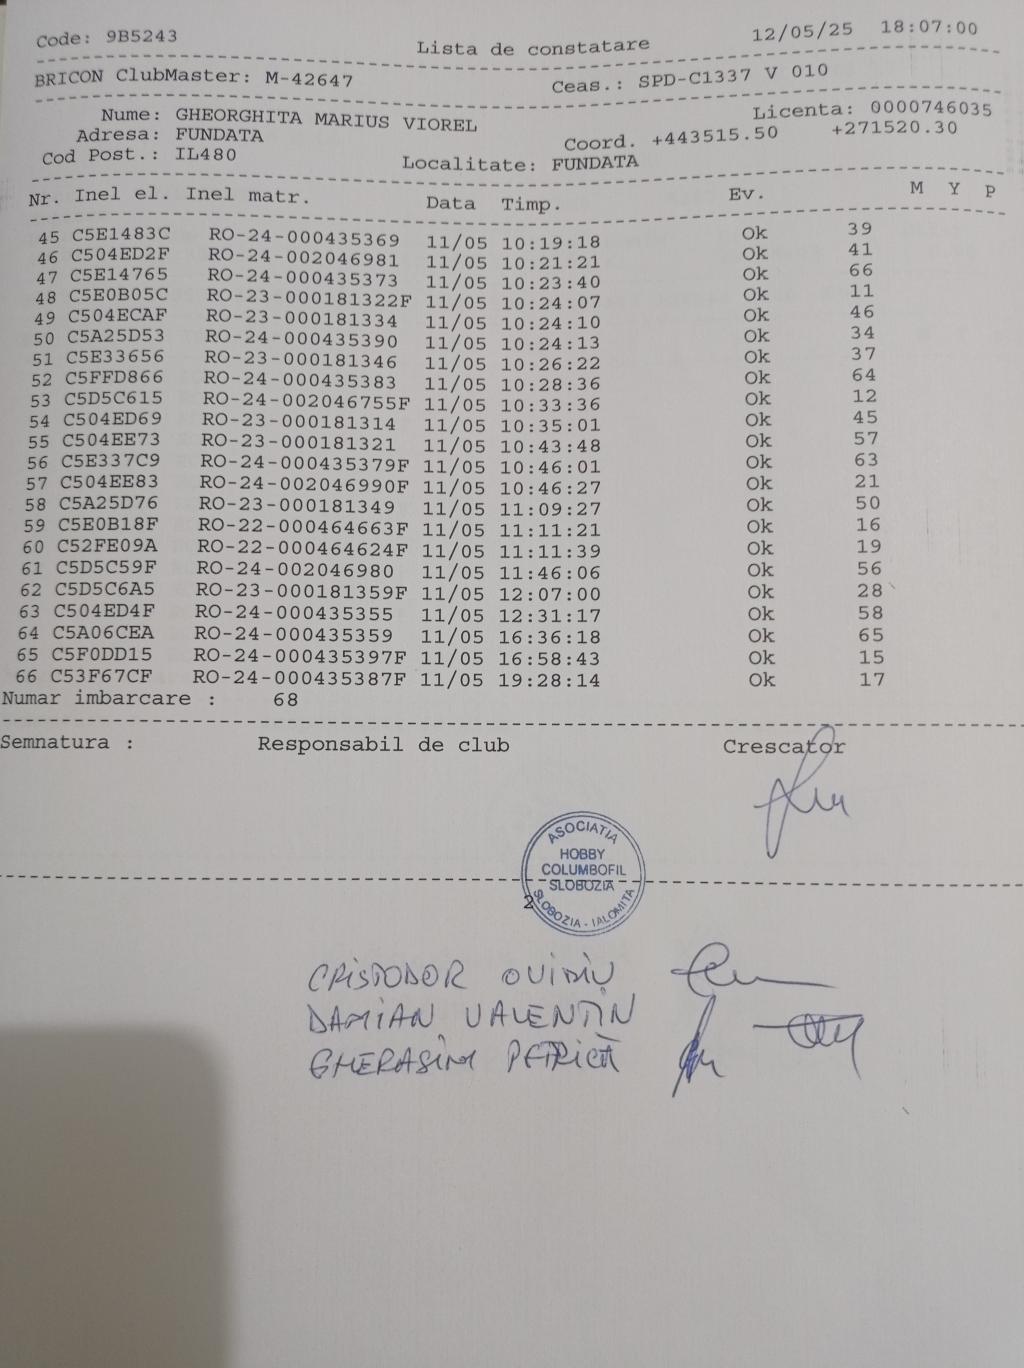 Code: 9B5243 Lista de constatare 12/05/25 18:07:00
BRICON ClubMaster: M-42647 Ceas.: SPD-C1337 V 010
Nume: GHEORGHITA MARIUS VIOREL Licenta: 0000746035
Adresa: FUNDATA Coord. +443515.50 +271520.30
Cod Post.: IL480 Localitate: FUNDATA
Nr. Inel el. Inel matr. Data Timp. Ev. M Y P
45 C5E1483C RO-24-000435369 11/05 10:19:18 Ok 39
46 C504ED2F RO-24-002046981 11/05 10:21:21 Ok 41
47 C5E14765 RO-24-000435373 11/05 10:23:40 Ok 66
48 C5E0B05C RO-23-000181322F 11/05 10:24:07 Ok 11
49 C504ECAF RO-23-000181334 11/05 10:24:10 Ok 46
50 C5A25D53 RO-24-000435390 11/05 10:24:13 Ok 34
51 C5E33656 RO-23-000181346 11/05 10:26:22 Ok 37
52 C5FFD866 RO-24-000435383 11/05 10:28:36 Ok 64
53 C5D5C615 RO-24-002046755F 11/05 10:33:36 Ok 12
54 C504ED69 RO-23-000181314 11/05 10:35:01 Ok 45
55 C504EE73 RO-23-000181321 11/05 10:43:48 Ok 57
56 C5E337C9 RO-24-000435379F 11/05 10:46:01 Ok 63
57 C504EE83 RO-24-002046990F 11/05 10:46:27 Ok 21
58 C5A25D76 RO-23-000181349 11/05 11:09:27 Ok 50
59 C5E0B18F RO-22-000464663F 11/05 11:11:21 Ok 16
60 C52FE09A RO-22-000464624F 11/05 11:11:39 Ok 19
61 C5D5C59F RO-24-002046980 11/05 11:46:06 Ok 56
62 C5D5C6A5 RO-23-000181359F 11/05 12:07:00 Ok 28
63 C504ED4F RO-24-000435355 11/05 12:31:17 Ok 58
64 C5A06CEA RO-24-000435359 11/05 16:36:18 Ok 65
65 C5F0DD15 RO-24-000435397F 11/05 16:58:43 Ok 15
66 C53F67CF RO-24-000435387F 11/05 19:28:14 Ok 17
Numar imbarcare : 68
Semnatura : Responsabil de club Crescator
ASOCIATIA
HOBBY
COLUMBOFIL
SLOBOZIA
SLOBOZIA - IALOMITA
2
CRISTODOR OVIDIU
DAMIAN VALENTIN
GHERASIM PETRICĂ